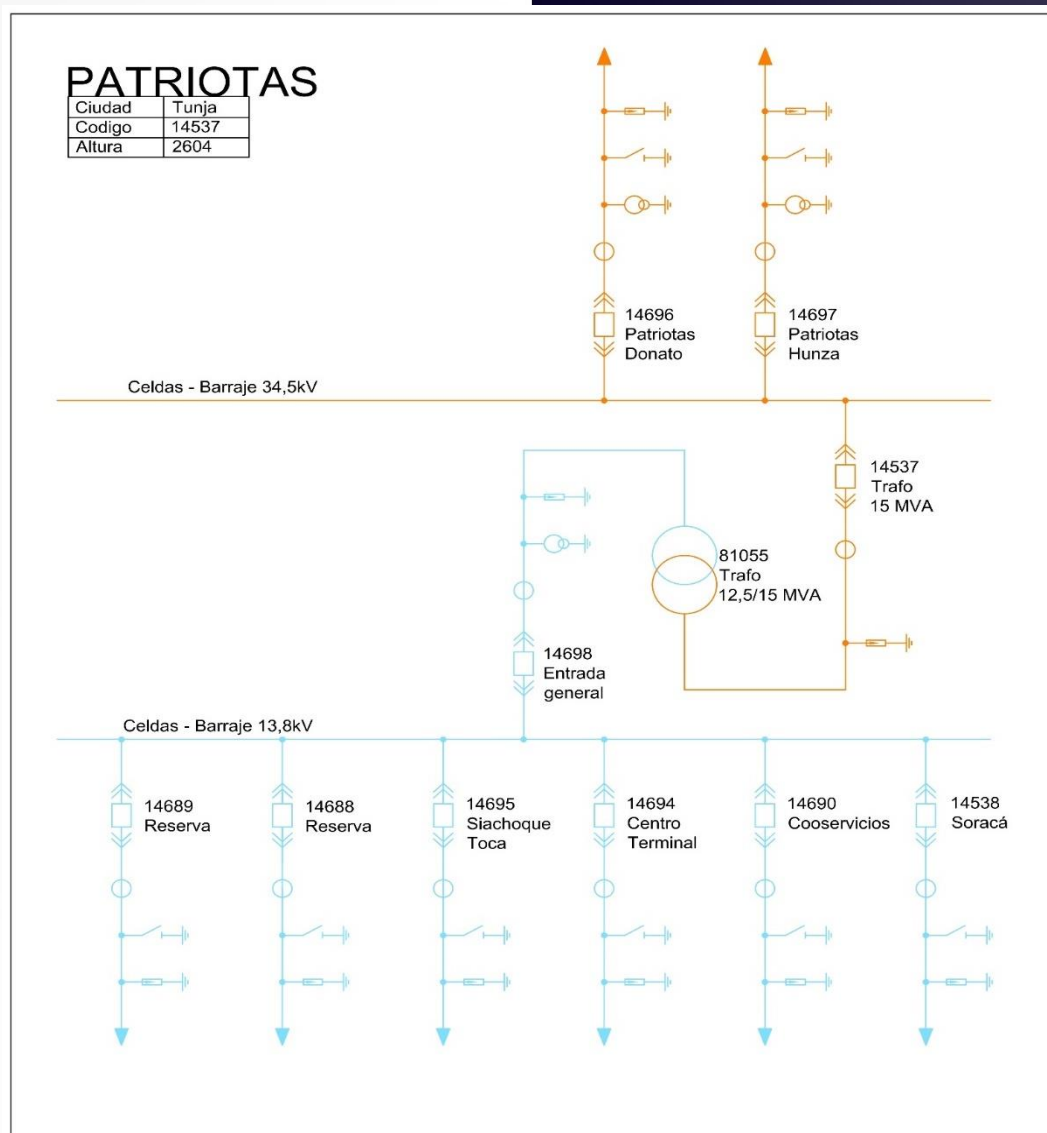 PATRIOTAS
Ciudad Tunja
Codigo 14537
Altura 2604
14696
Patriotas
Donato
14697
Patriotas
Hunza
Celdas - Barraje 34,5kV
14537
Trafo
15 MVA
81055
Trafo
12,5/15 MVA
14698
Entrada
general
Celdas - Barraje 13,8kV
14689
Reserva
14688
Reserva
14695
Siachoque
Toca
14694
Centro
Terminal
14690
Cooservicios
14538
Soracá